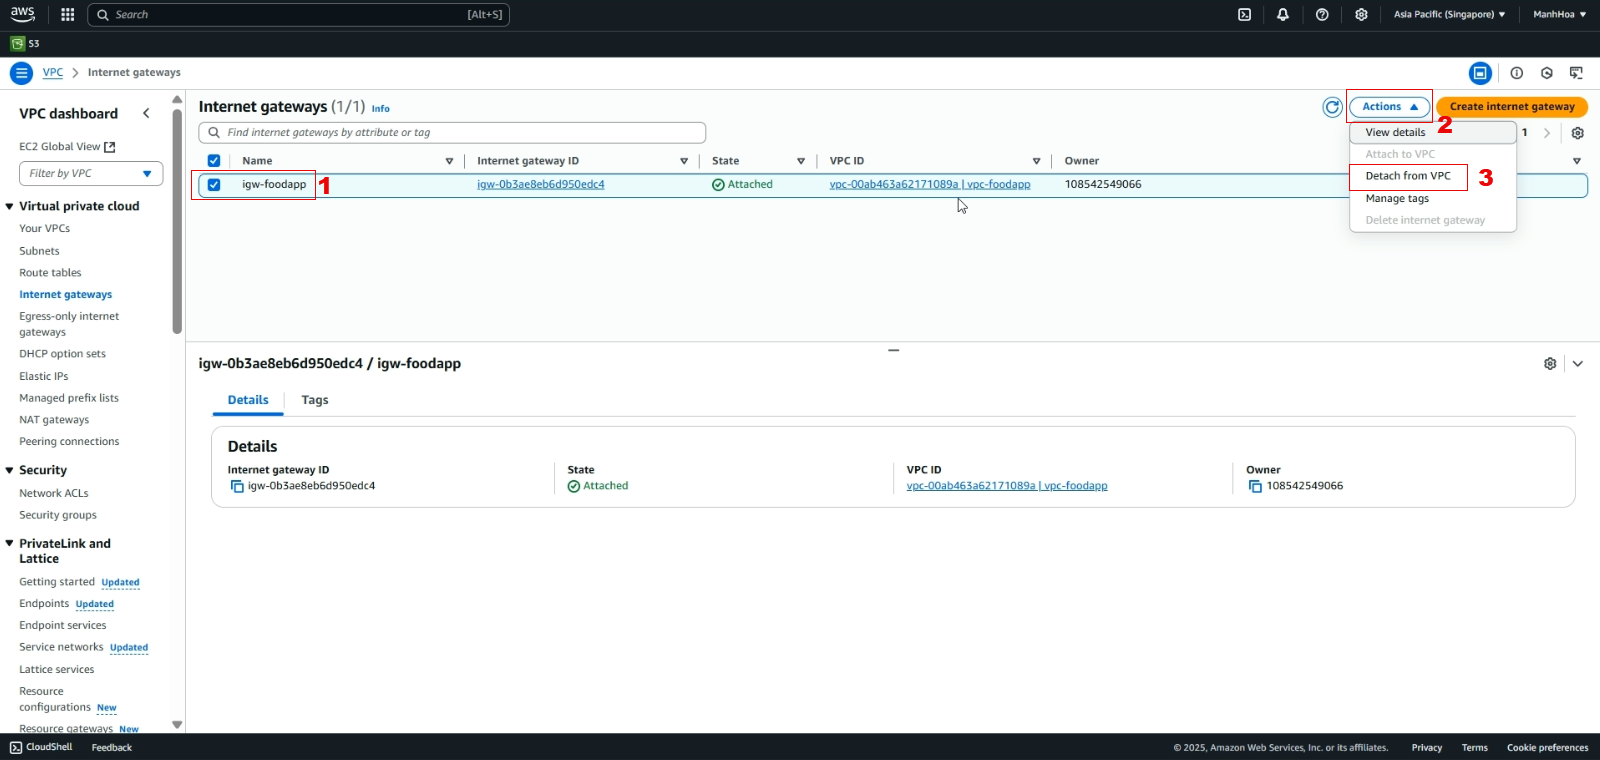 aws
Search
[Alt+S]
Asia Pacific (Singapore)
ManhHoa
S3
VPC
Internet gateways
VPC dashboard
EC2 Global View
Filter by VPC
Virtual private cloud
Your VPCs
Subnets
Route tables
Internet gateways
Egress-only internet
gateways
DHCP option sets
Elastic IPs
Managed prefix lists
NAT gateways
Peering connections
Security
Network ACLs
Security groups
PrivateLink and
Lattice
Getting started Updated
Endpoints Updated
Endpoint services
Service networks Updated
Lattice services
Resource
configurations New
Resource gateways New
Internet gateways (1/1) Info
Actions
Create internet gateway
Find internet gateways by attribute or tag
1
View details
2
Attach to VPC
Detach from VPC
3
Manage tags
Delete internet gateway
Name
Internet gateway ID
State
VPC ID
Owner
igw-foodapp
1
igw-0b3ae8eb6d950edc4
Attached
vpc-00ab463a62171089a | vpc-foodapp
108542549066
igw-0b3ae8eb6d950edc4 / igw-foodapp
Details
Tags
Details
Internet gateway ID
igw-0b3ae8eb6d950edc4
State
Attached
VPC ID
vpc-00ab463a62171089a | vpc-foodapp
Owner
108542549066
CloudShell
Feedback
© 2025, Amazon Web Services, Inc. or its affiliates.
Privacy
Terms
Cookie preferences